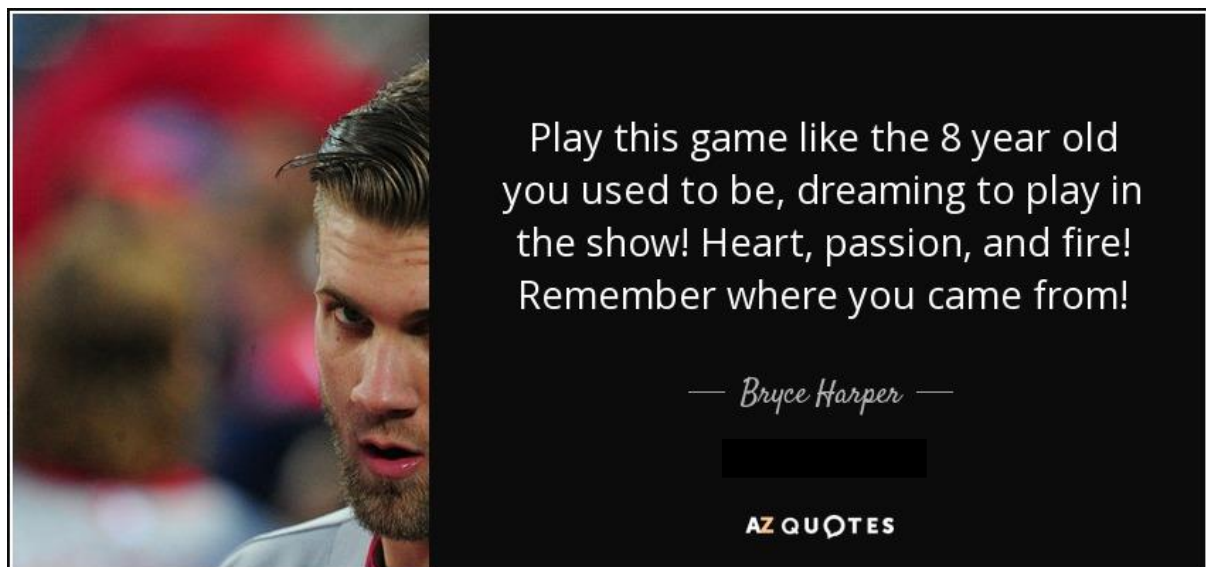 Play this game like the 8 year old
you used to be, dreaming to play in
the show! Heart, passion, and fire!
Remember where you came from!
Bryce Harper
AZ QUOTES